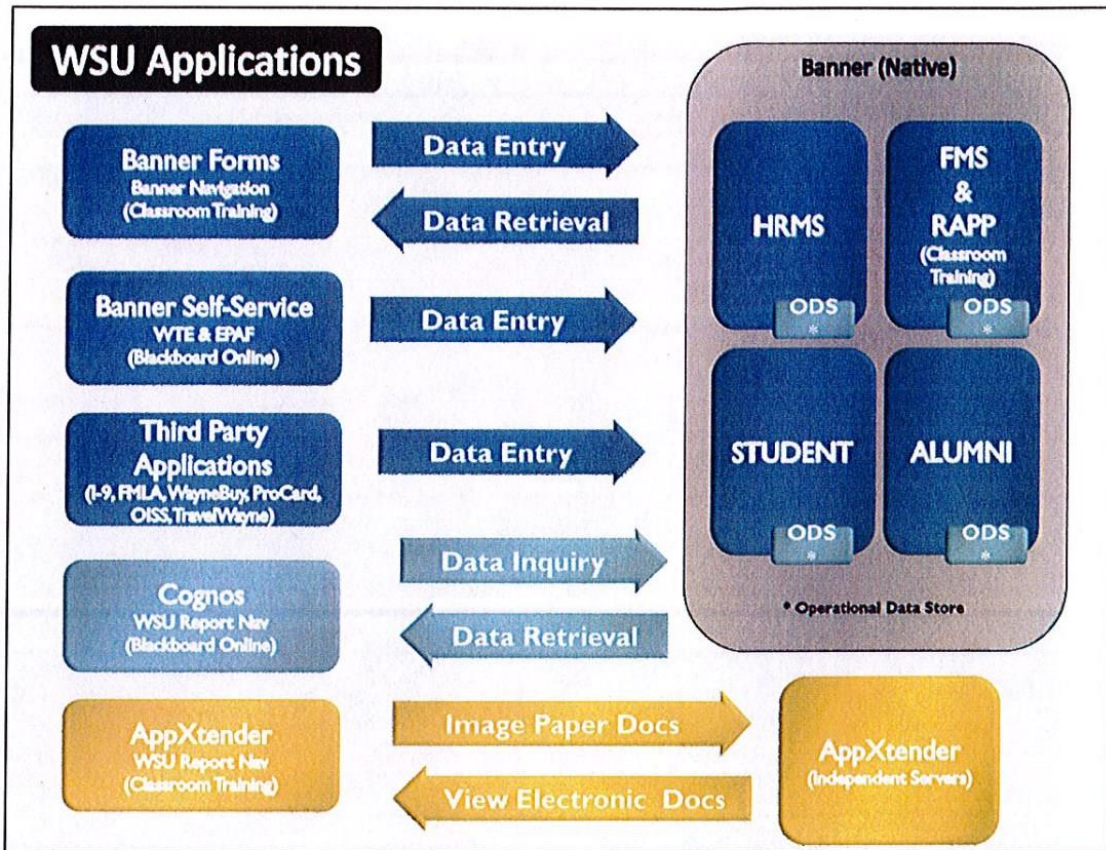 WSU Applications
Banner Forms
Banner Navigation
(Classroom Training)
Data Entry
Data Retrieval
Banner Self-Service
WTE & EPAF
(Blackboard Online)
Data Entry
Third Party
Applications
(I-9, FMLA, WayneBuy, ProCard,
OISS, TravelWayne)
Data Entry
Cognos
WSU Report Nav
(Blackboard Online)
Data Inquiry
Data Retrieval
AppXtender
WSU Report Nav
(Classroom Training)
Image Paper Docs
View Electronic Docs
Banner (Native)
HRMS
ODS
*
FMS
&
RAPP
(Classroom
Training)
ODS
*
STUDENT
ODS
*
ALUMNI
ODS
*
* Operational Data Store
AppXtender
(Independent Servers)